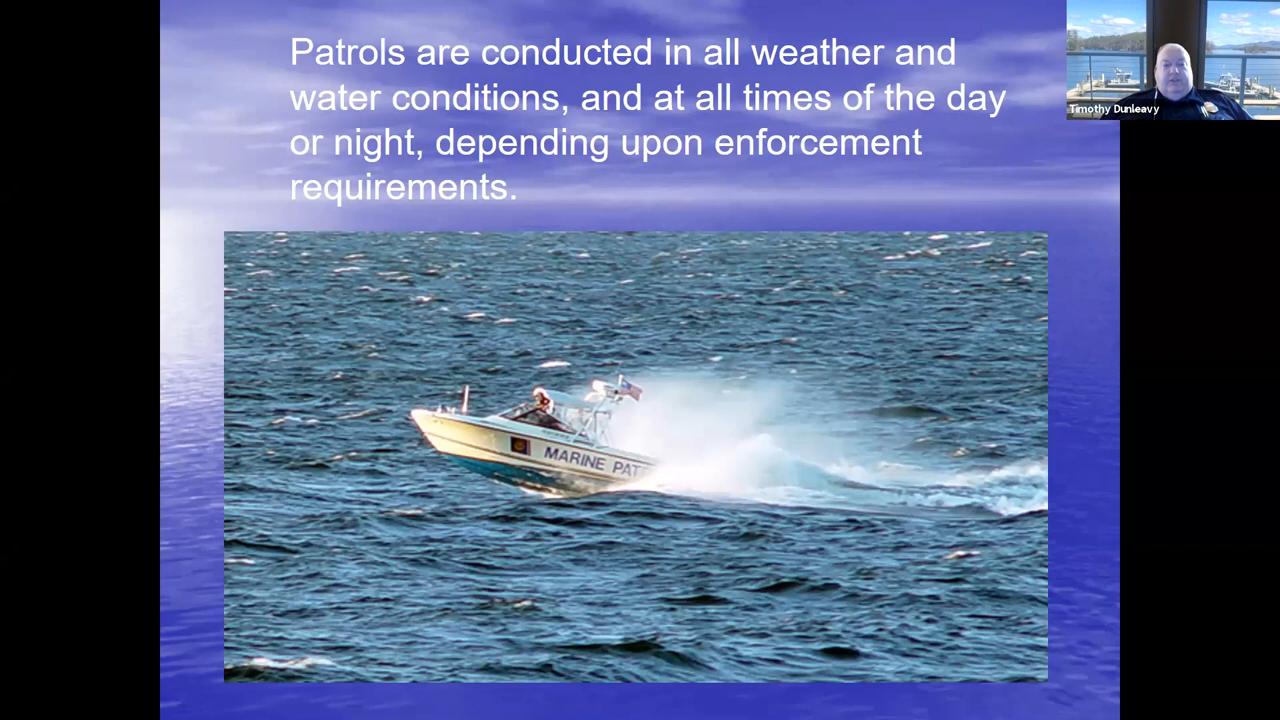 Patrols are conducted in all weather and
water conditions, and at all times of the day
or night, depending upon enforcement
requirements.
Timothy Dunleavy
MARINE PAT